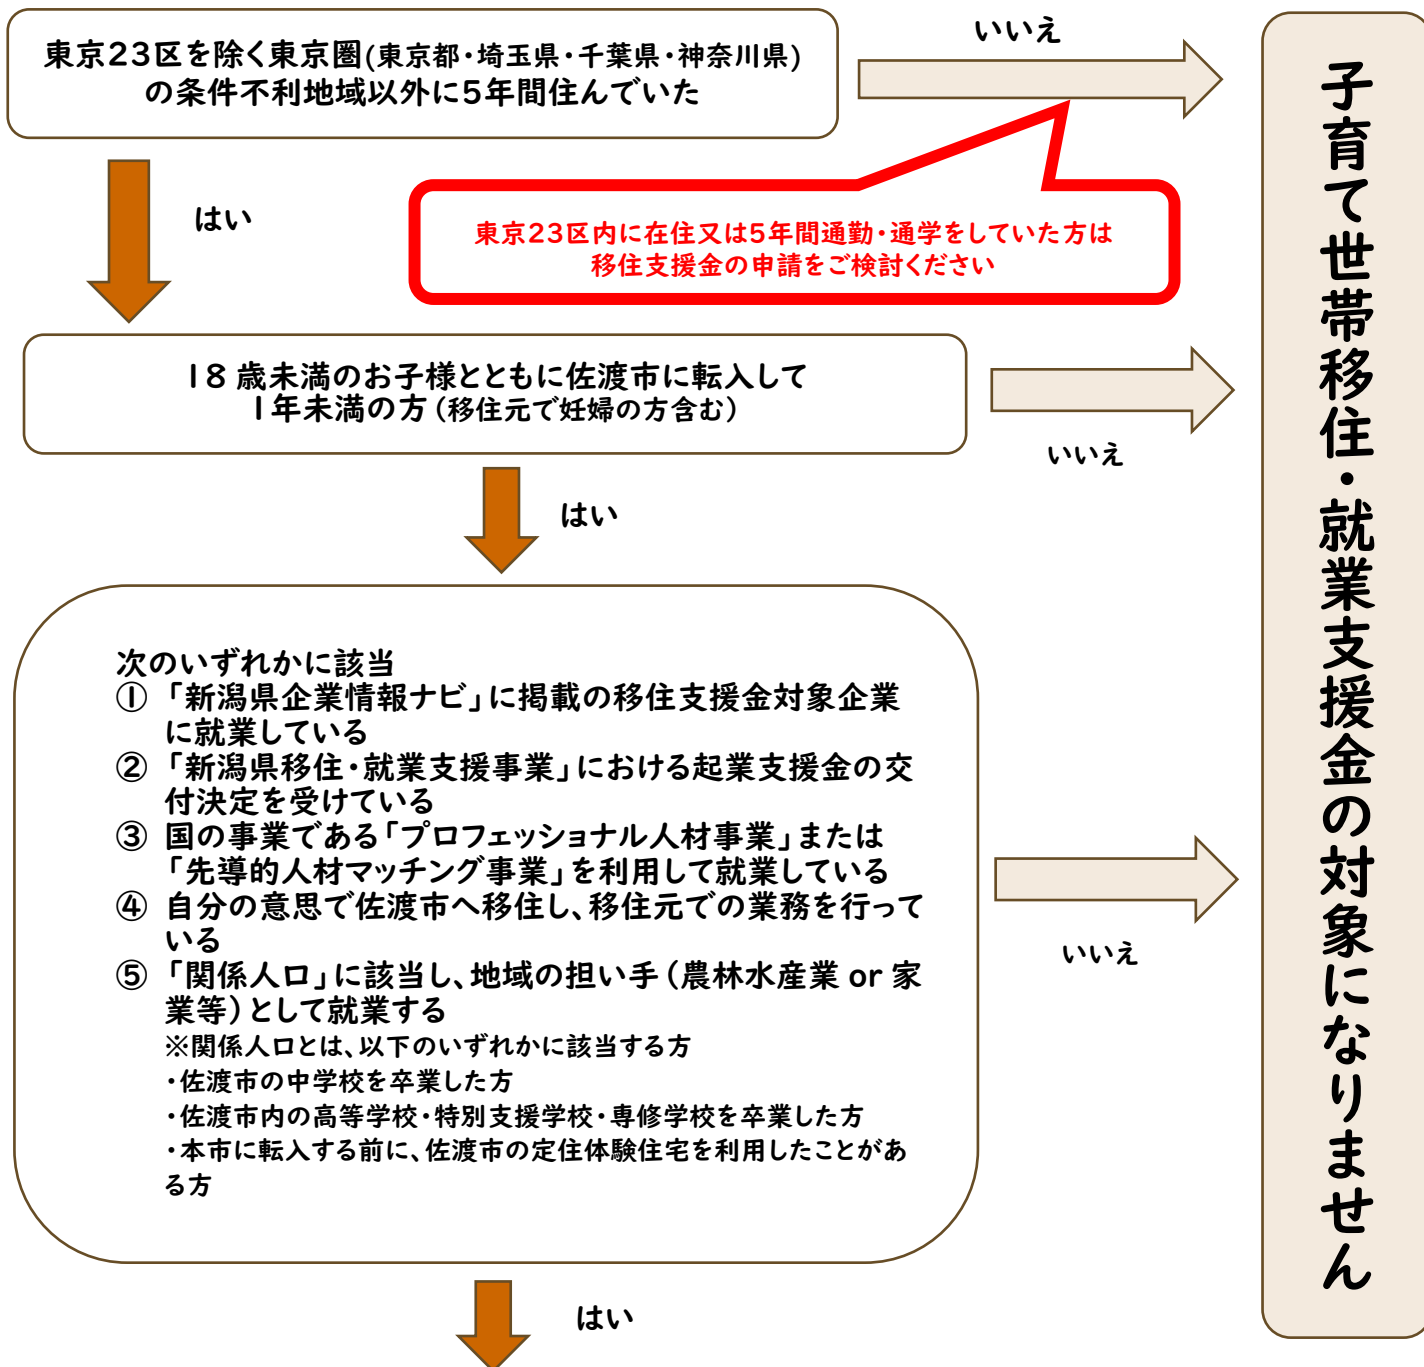 東京23区を除く東京圏(東京都・埼玉県・千葉県・神奈川県)
の条件不利地域以外に5年間住んでいた
いいえ
はい
東京23区内に在住又は5年間通勤・通学をしていた方は
移住支援金の申請をご検討ください
18歳未満のお子様とともに佐渡市に転入して
1年未満の方(移住元で妊婦の方含む)
いいえ
はい
次のいずれかに該当
① 「新潟県企業情報ナビ」に掲載の移住支援金対象企業
に就業している
② 「新潟県移住・就業支援事業」における起業支援金の交
付決定を受けている
③ 国の事業である「プロフェッショナル人材事業」または
「先導的人材マッチング事業」を利用して就業している
④ 自分の意思で佐渡市へ移住し、移住元での業務を行って
いる
⑤ 「関係人口」に該当し、地域の担い手(農林水産業 or 家
業等)として就業する
※関係人口とは、以下のいずれかに該当する方
・佐渡市の中学校を卒業した方
・佐渡市内の高等学校・特別支援学校・専修学校を卒業した方
・本市に転入する前に、佐渡市の定住体験住宅を利用したことがあ
る方
いいえ
はい
子育て世帯移住・就業支援金の対象になりません